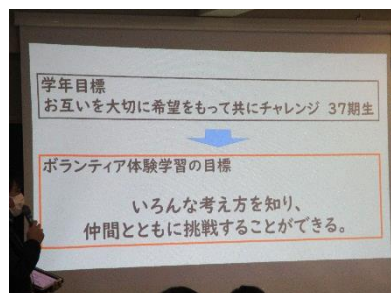 学年目標
お互いを大切に希望をもって共にチャレンジ 37期生
ボランティア体験学習の目標
いろんな考え方を知り、
仲間とともに挑戦することができる。